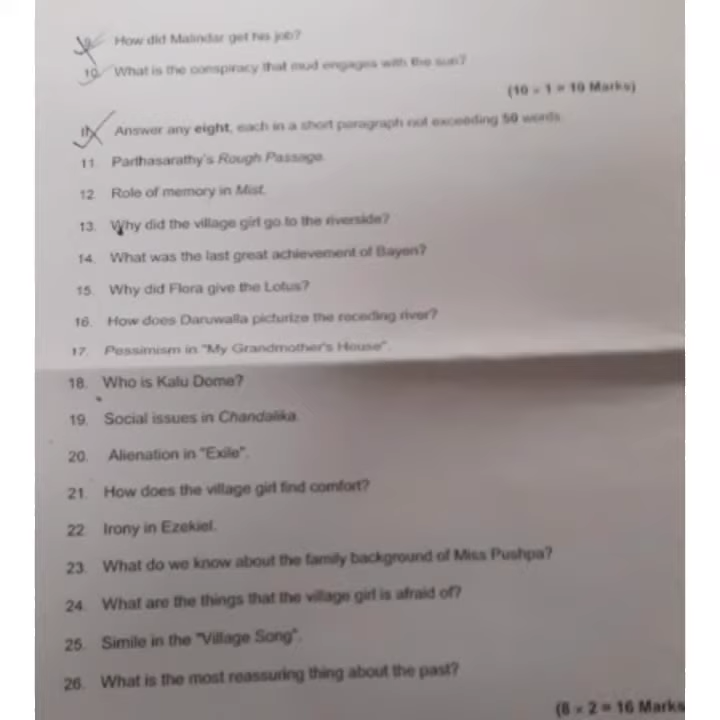 9. How did Malindar get his job?
10. What is the conspiracy that mud engages with the sun?
(10 × 1 = 10 Marks)
II. Answer any eight, each in a short paragraph not exceeding 50 words.
11. Parthasarathy's Rough Passage.
12. Role of memory in Mist.
13. Why did the village girl go to the riverside?
14. What was the last great achievement of Bayen?
15. Why did Flora give the Lotus?
16. How does Daruwalla picturize the receding river?
17. Pessimism in "My Grandmother's House".
18. Who is Kalu Dome?
19. Social issues in Chandalika.
20. Alienation in "Exile".
21. How does the village girl find comfort?
22. Irony in Ezekiel.
23. What do we know about the family background of Miss Pushpa?
24. What are the things that the village girl is afraid of?
25. Simile in the "Village Song".
26. What is the most reassuring thing about the past?
(8 × 2 = 16 Marks